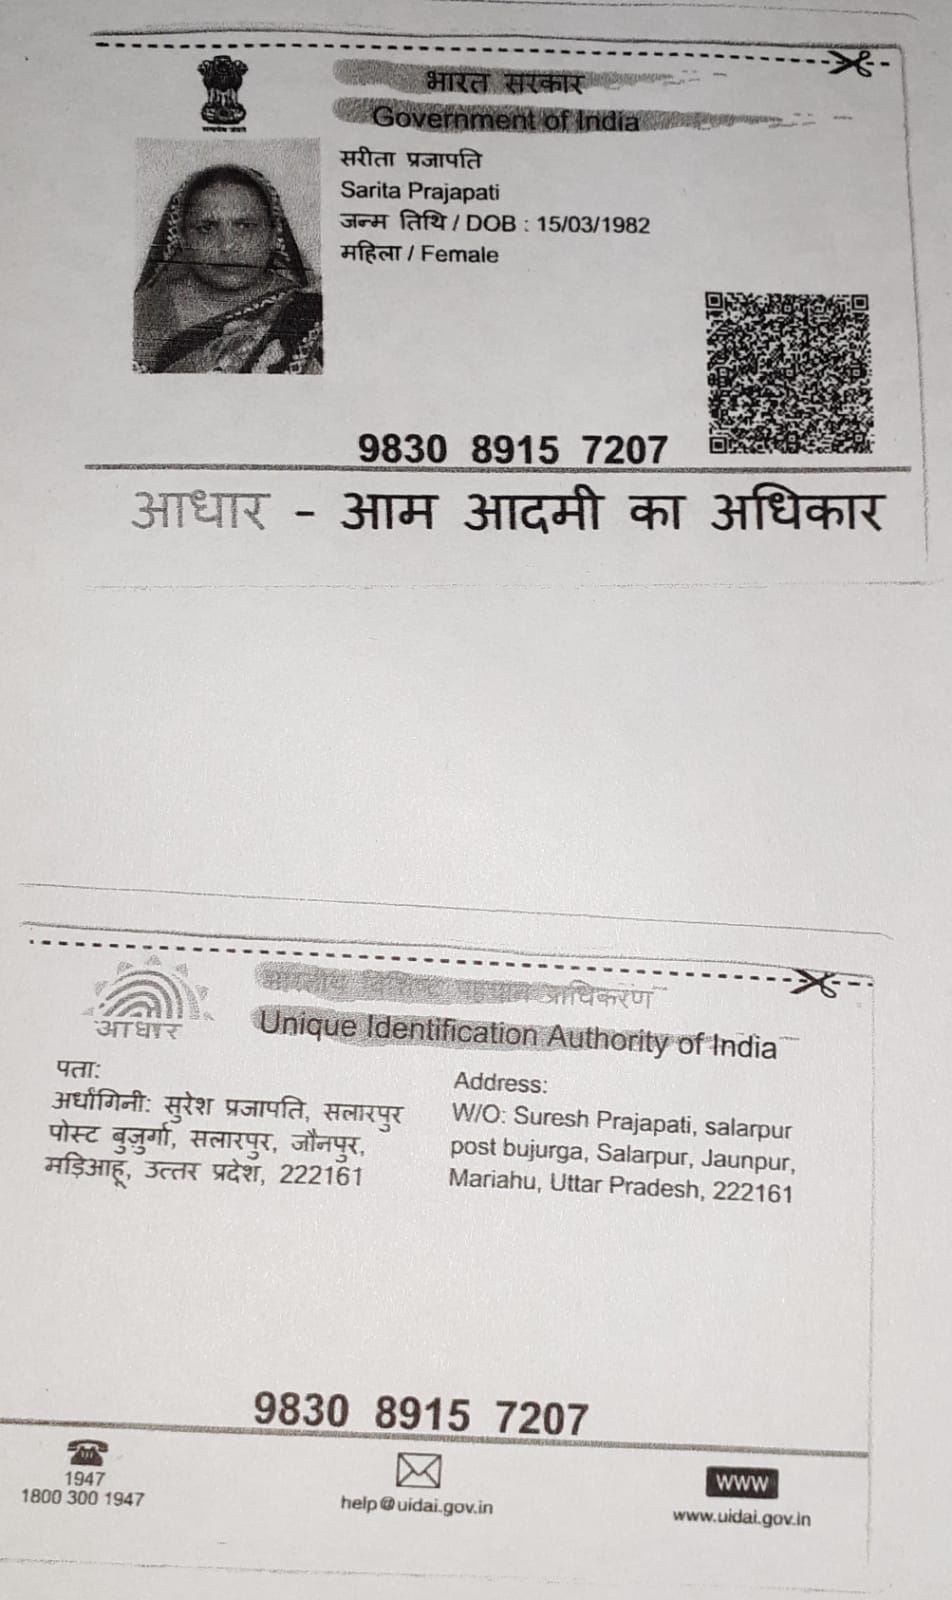 भारत सरकार
Government of India
सरीता प्रजापति
Sarita Prajapati
जन्म तिथि / DOB : 15/03/1982
महिला / Female
9830 8915 7207
आधार - आम आदमी का अधिकार
भारतीय विशिष्ट पहचान प्राधिकरण
Unique Identification Authority of India
आधार
पता:
अर्धांगिनी: सुरेश प्रजापति, सलारपुर
पोस्ट बुज़ुर्गा, सलारपुर, जौनपुर,
मड़िआहू, उत्तर प्रदेश, 222161
Address:
W/O: Suresh Prajapati, salarpur
post bujurga, Salarpur, Jaunpur,
Mariahu, Uttar Pradesh, 222161
9830 8915 7207
1947
1800 300 1947
help@uidai.gov.in
www
www.uidai.gov.in